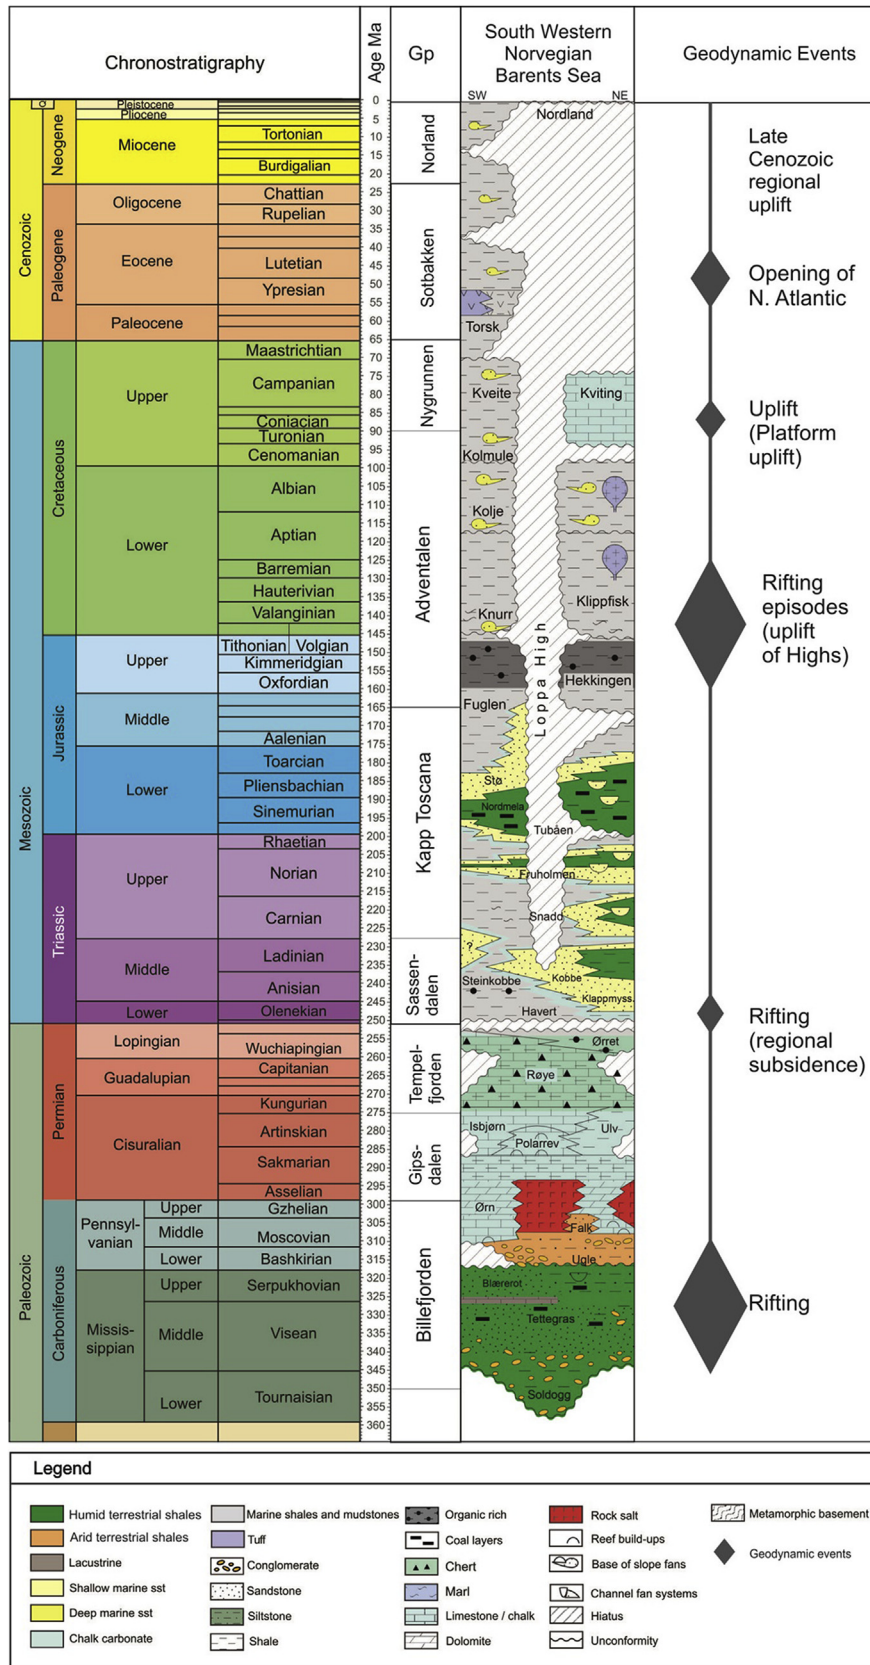 Chronostratigraphy
Age Ma
Gp
South Western
Norvegian
Barents Sea
SW
NE
Geodynamic Events
Cenozoic
Mesozoic
Paleozoic
Q
Neogene
Paleogene
Cretaceous
Jurassic
Triassic
Permian
Carboniferous
Pleistocene
Pliocene
Miocene
Tortonian
Burdigalian
Oligocene
Chattian
Rupelian
Eocene
Lutetian
Ypresian
Paleocene
Upper
Maastrichtian
Campanian
Coniacian
Turonian
Cenomanian
Lower
Albian
Aptian
Barremian
Hauterivian
Valanginian
Upper
Tithonian
Volgian
Kimmeridgian
Oxfordian
Middle
Aalenian
Lower
Toarcian
Pliensbachian
Sinemurian
Upper
Rhaetian
Norian
Carnian
Middle
Ladinian
Anisian
Lower
Olenekian
Lopingian
Wuchiapingian
Guadalupian
Capitanian
Cisuralian
Kungurian
Artinskian
Sakmarian
Asselian
Pennsyl-
vanian
Upper
Gzhelian
Middle
Moscovian
Lower
Bashkirian
Missis-
sippian
Upper
Serpukhovian
Middle
Visean
Lower
Tournaisian
0
5
10
15
20
25
30
35
40
45
50
55
60
65
70
75
80
85
90
95
100
105
110
115
120
125
130
135
140
145
150
155
160
165
170
175
180
185
190
195
200
205
210
215
220
225
230
235
240
245
250
255
260
265
270
275
280
285
290
295
300
305
310
315
320
325
330
335
340
345
350
355
360
Norland
Sotbakken
Nygrunnen
Adventalen
Kapp Toscana
Sassen-
dalen
Tempel-
fjorden
Gips-
dalen
Billefjorden
Nordland
Torsk
Kveite
Kviting
Kolmule
Kolje
Knurr
Klippfisk
Loppa High
Hekkingen
Fuglen
Stø
Nordmela
Tubåen
Fruholmen
Snadd
?
Steinkobbe
Kobbe
Klappmyss.
Havert
Ørret
Røye
Isbjørn
Ulv
Polarrev
Ørn
Falk
Ugle
Blærerot
Tettegras
Soldogg
Late
Cenozoic
regional
uplift
Opening of
N. Atlantic
Uplift
(Platform
uplift)
Rifting
episodes
(uplift
of Highs)
Rifting
(regional
subsidence)
Rifting
Legend
Humid terrestrial shales
Arid terrestrial shales
Lacustrine
Shallow marine sst
Deep marine sst
Chalk carbonate
Marine shales and mudstones
Tuff
Conglomerate
Sandstone
Siltstone
Shale
Organic rich
Coal layers
Chert
Marl
Limestone / chalk
Dolomite
Rock salt
Reef build-ups
Base of slope fans
Channel fan systems
Hiatus
Unconformity
Metamorphic basement
Geodynamic events